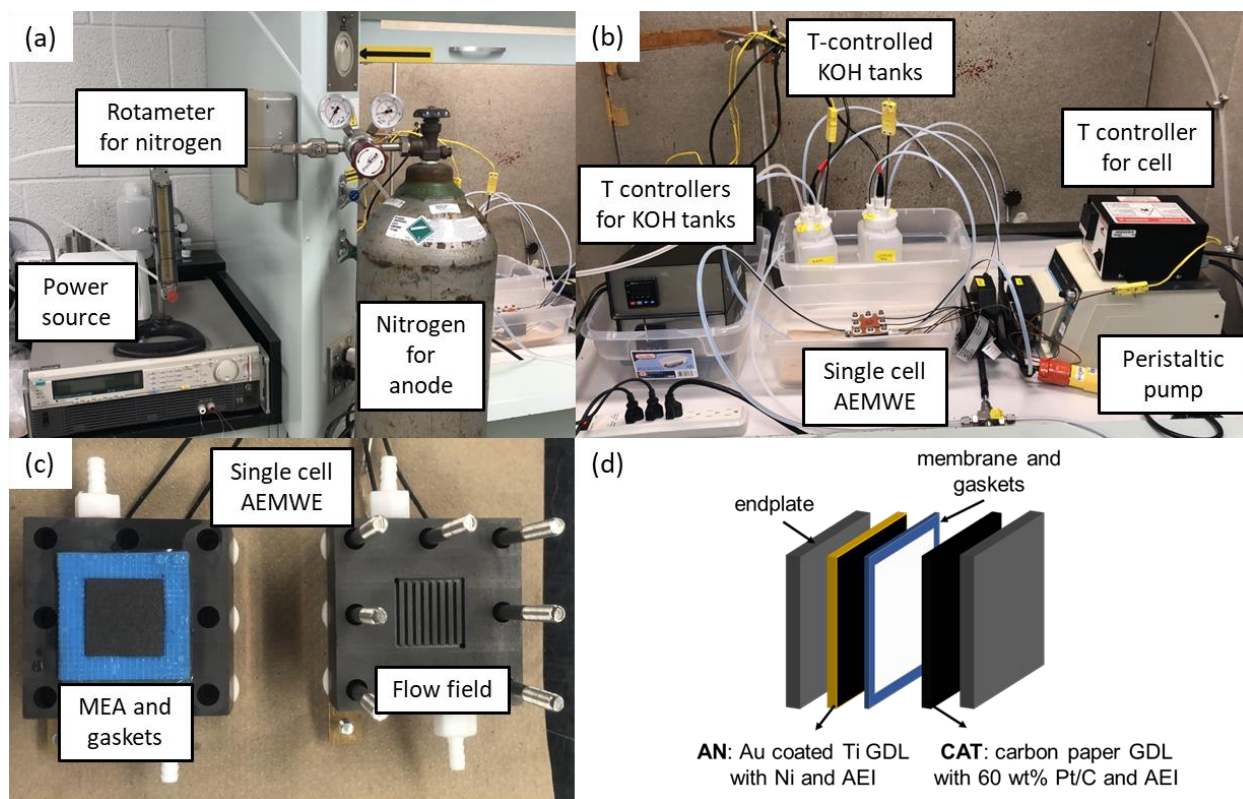 (a)
Rotameter
for nitrogen
Power
source
Nitrogen
for
anode
(b)
T-controlled
KOH tanks
T controller
for cell
T controllers
for KOH tanks
Single cell
AEMWE
Peristaltic
pump
(c)
Single cell
AEMWE
MEA and
gaskets
Flow field
(d)
membrane and
gaskets
endplate
AN: Au coated Ti GDL
with Ni and AEI
CAT: carbon paper GDL
with 60 wt% Pt/C and AEI